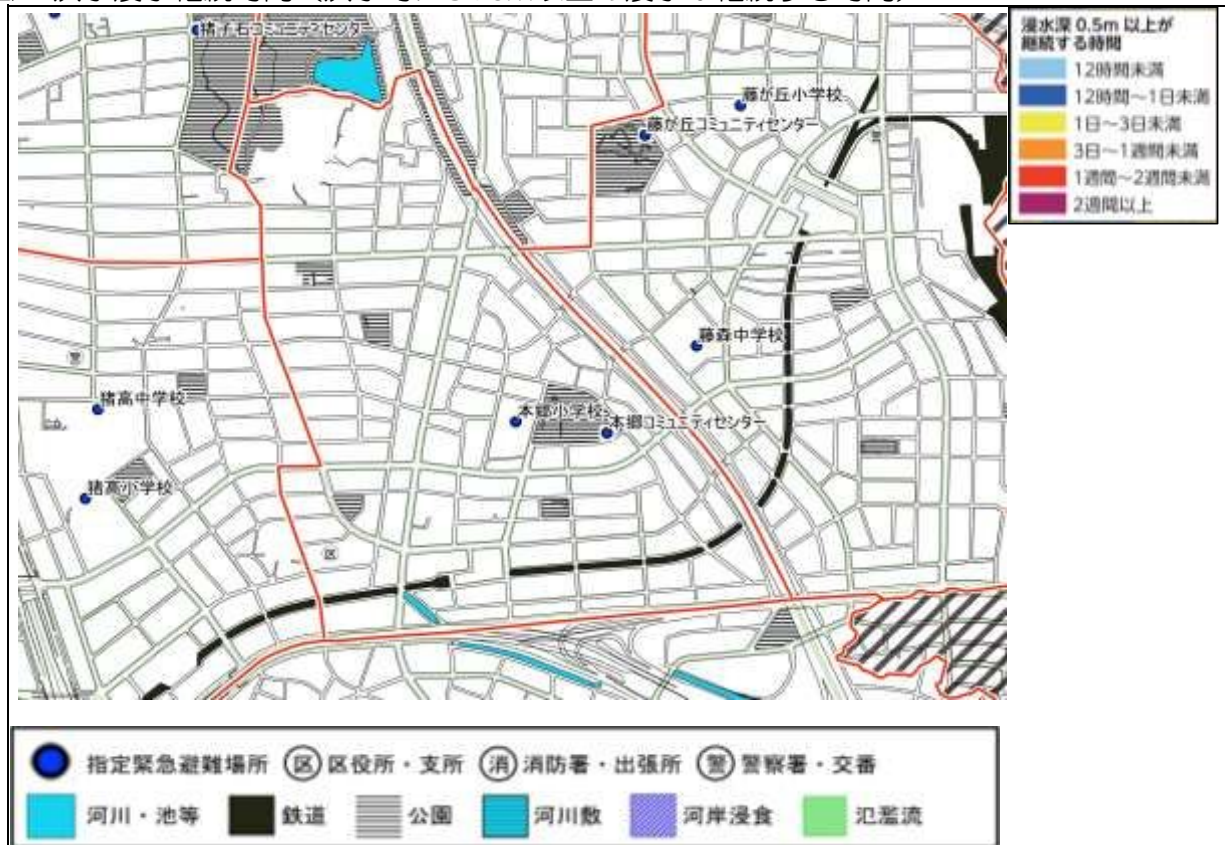 浸水深 0.5m 以上が
継続する時間
12時間未満
12時間～1日未満
1日～3日未満
3日～1週間未満
1週間～2週間未満
2週間以上
猪子石コミュニティセンター
藤が丘小学校
藤が丘コミュニティセンター
警
藤森中学校
警
猪高中学校
本郷小学校
本郷コミュニティセンター
猪高小学校
区
指定緊急避難場所 区 区役所・支所 消 消防署・出張所 警 警察署・交番
河川・池等 鉄道 公園 河川敷 河岸浸食 氾濫流